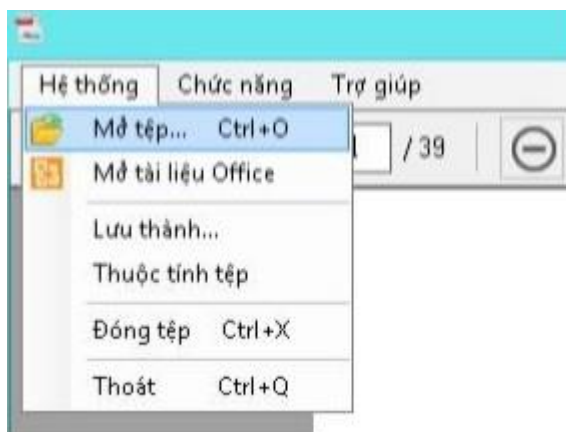 Hệ thống Chức năng Trợ giúp
Mở tệp... Ctrl+O
/ 39
Mở tài liệu Office
Lưu thành...
Thuộc tính tệp
Đóng tệp Ctrl+X
Thoát Ctrl+Q